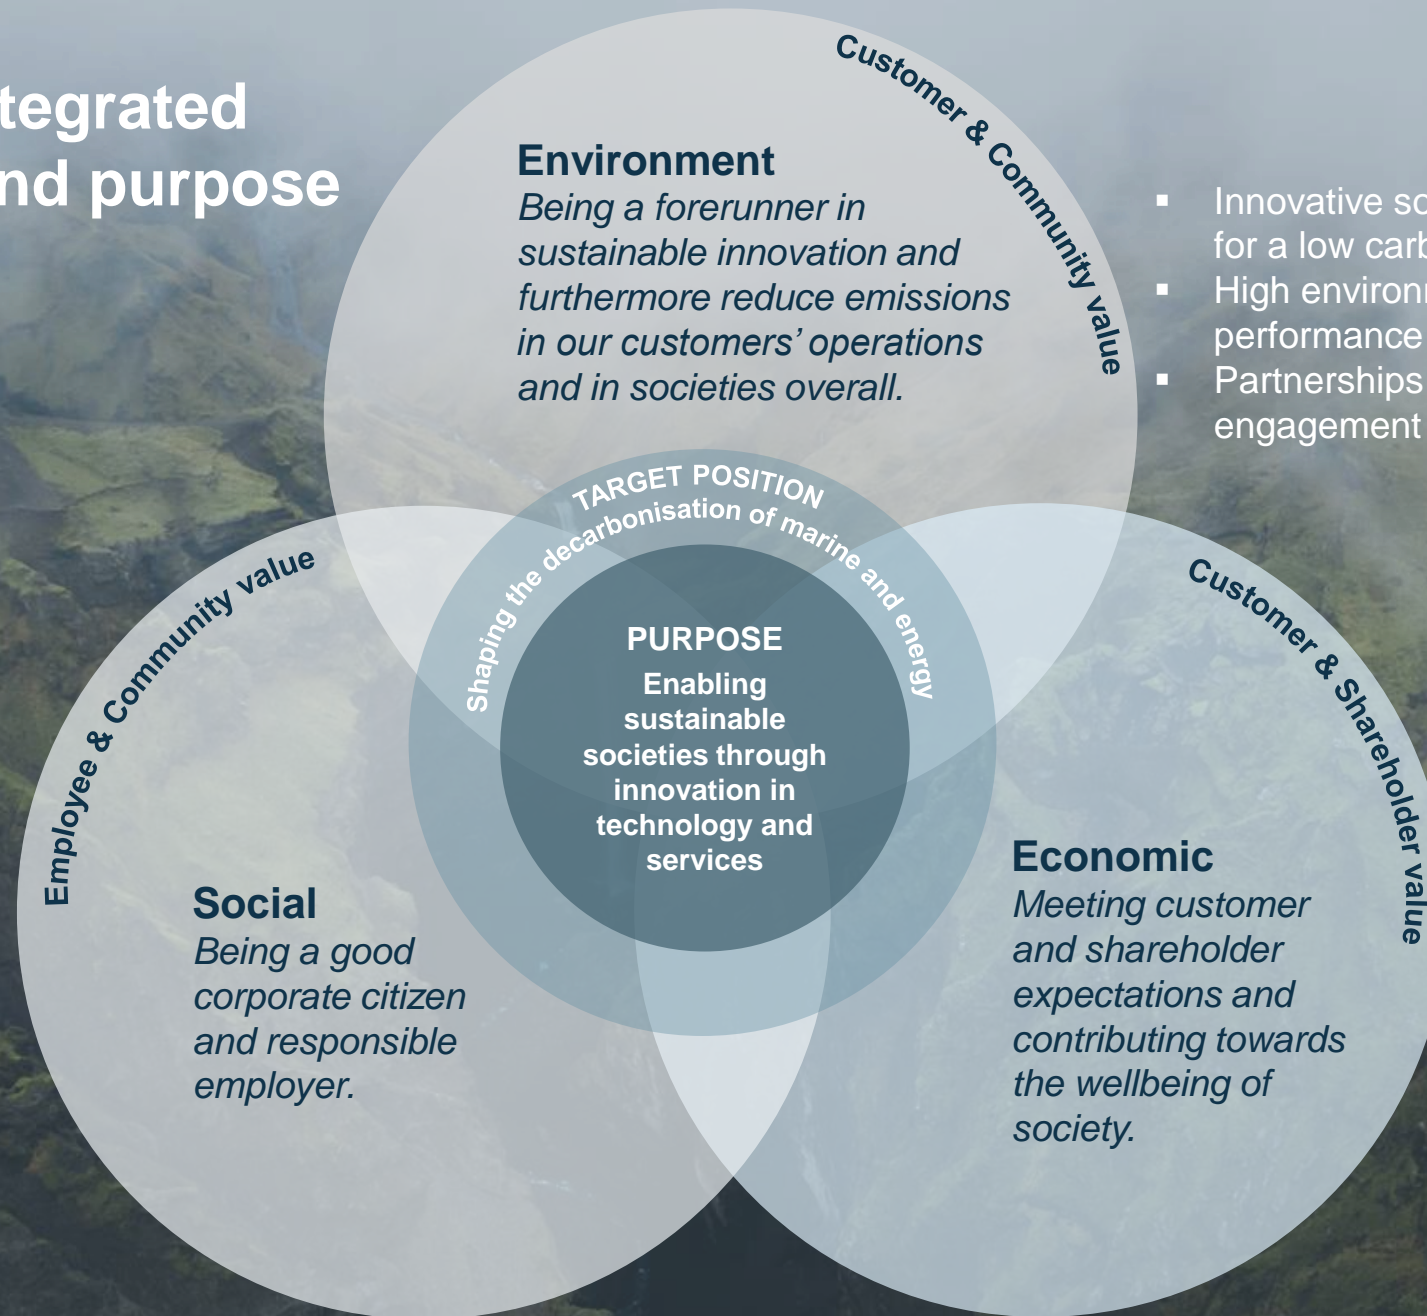 nd purpose
Environment
Being a forerunner in
sustainable innovation and
furthermore reduce emissions
in our customers’ operations
and in societies overall.
Customer & Community value
▪ Innovative
for a low
▪ High
performance
▪ Partnerships
engagement
TARGET POSITION
Shaping the decarbonisation of marine and energy
PURPOSE
Enabling
sustainable
societies through
innovation in
technology and
services
Employee & Community value
Social
Being a good
corporate citizen
and responsible
employer.
Customer & Shareholder value
Economic
Meeting customer
and shareholder
expectations and
contributing towards
the wellbeing of
society.